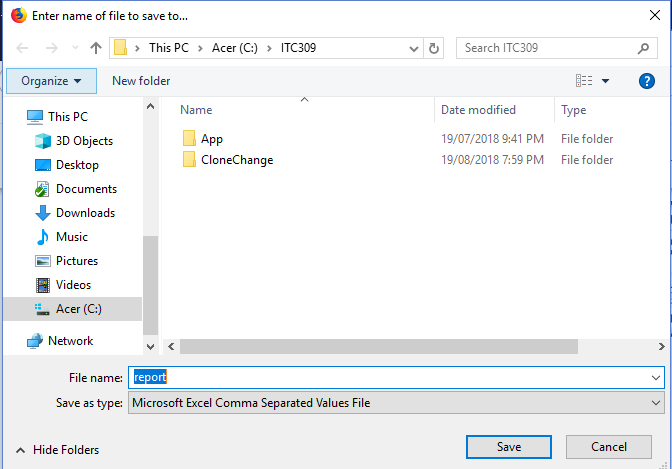 Enter name of file to save to...
This PC > Acer (C:) > ITC309
Search ITC309
Organize
New folder
?
Name
Date modified
Type
This PC
3D Objects
Desktop
Documents
Downloads
Music
Pictures
Videos
Acer (C:)
Network
App 19/07/2018 9:41 PM File folder
CloneChange 19/08/2018 7:59 PM File folder
File name: report
Save as type: Microsoft Excel Comma Separated Values File
Hide Folders
Save
Cancel